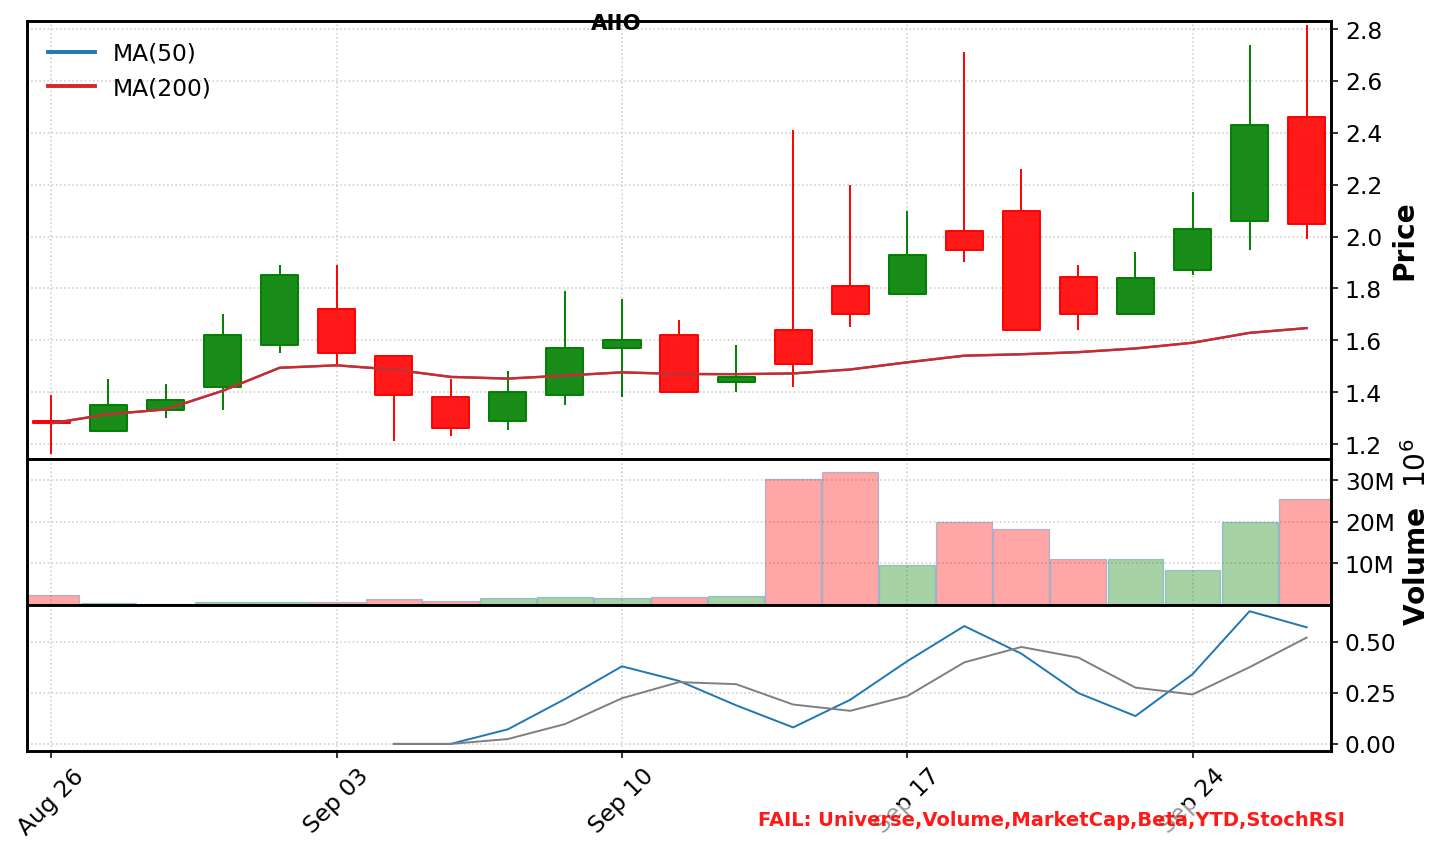 AIIO
MA(50)
MA(200)
2.8
2.6
2.4
2.2
2.0
1.8
1.6
1.4
1.2
Price
10⁶
30M
20M
10M
Volume
0.50
0.25
0.00
Aug 26
Sep 03
Sep 10
Sep 17
Sep 24
FAIL: Universe,Volume,MarketCap,Beta,YTD,StochRSI